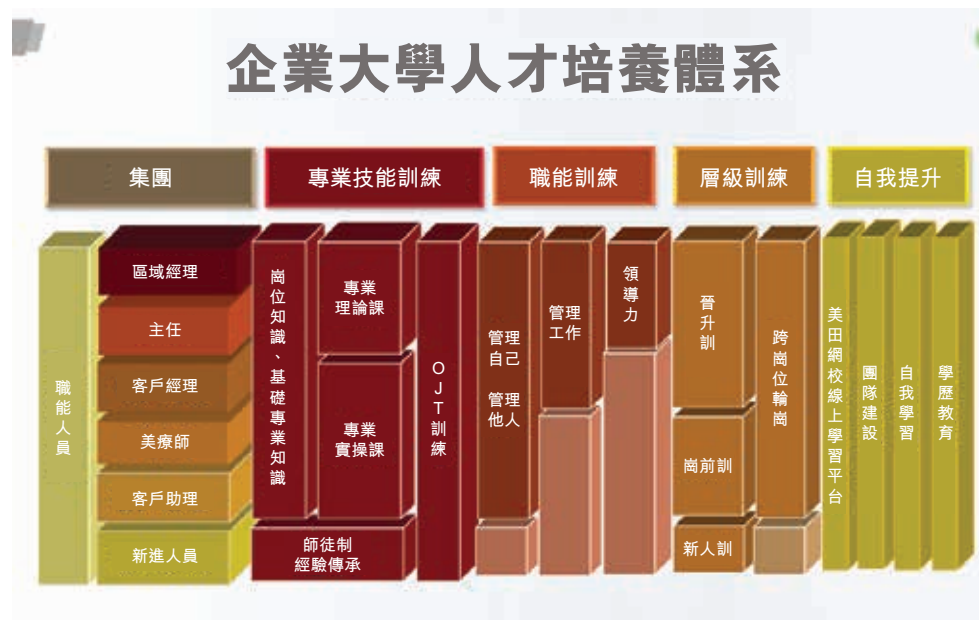 企業大學人才培養體系
集團
專業技能訓練
職能訓練
層級訓練
自我提升
職能人員
區域經理
主任
客戶經理
美療師
客戶助理
新進人員
崗位知識、基礎專業知識
專業
理論課
專業
實操課
師徒制
經驗傳承
OJT訓練
管理
自己
管理
他人
管理
工作
領導力
晉升訓
崗前訓
新人訓
跨崗位輪崗
美田網校線上學習平台
團隊建設
自我學習
學歷教育